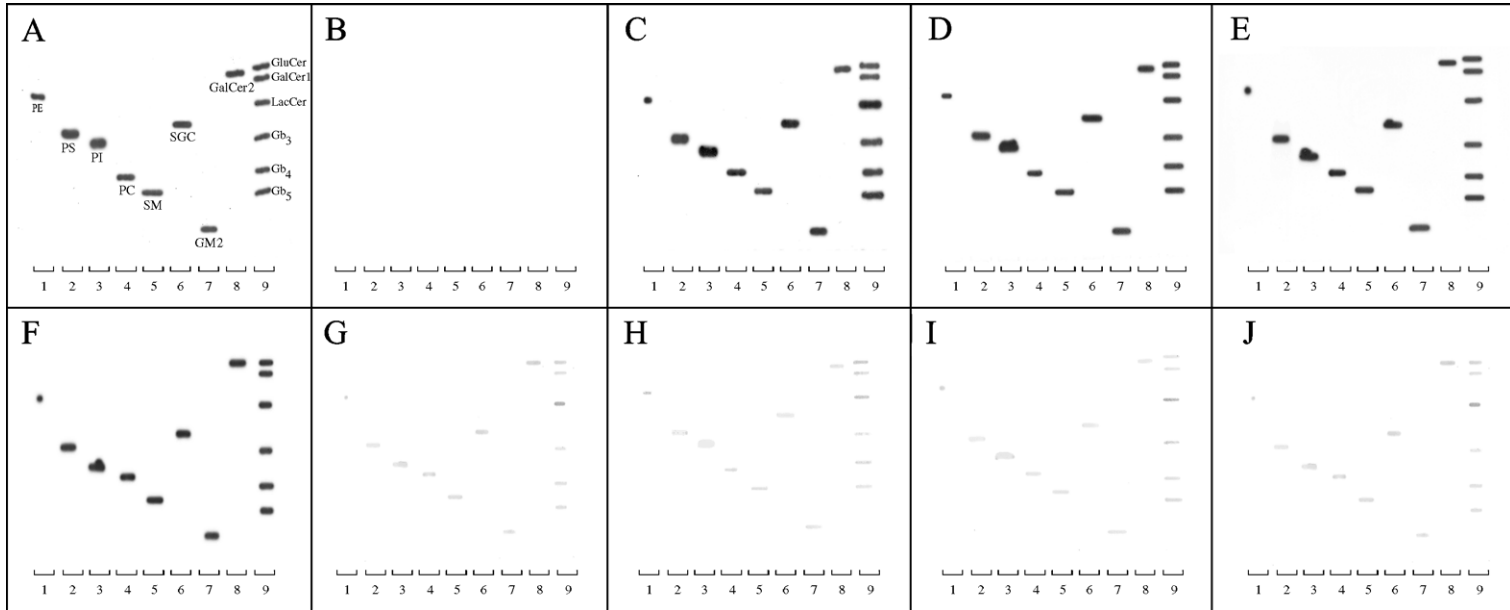 A
B
C
D
E
GluCer
GalCer1
GalCer2
PE
LacCer
PS
PI
SGC
Gb3
PC
SM
Gb4
Gb5
GM2
1 2 3 4 5 6 7 8 9
1 2 3 4 5 6 7 8 9
1 2 3 4 5 6 7 8 9
1 2 3 4 5 6 7 8 9
1 2 3 4 5 6 7 8 9
F
G
H
I
J
1 2 3 4 5 6 7 8 9
1 2 3 4 5 6 7 8 9
1 2 3 4 5 6 7 8 9
1 2 3 4 5 6 7 8 9
1 2 3 4 5 6 7 8 9